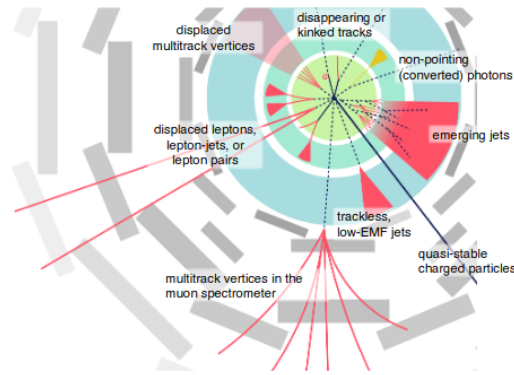 displaced
multitrack vertices
disappearing or
kinked tracks
non-pointing
(converted) photons
displaced leptons,
lepton-jets, or
lepton pairs
emerging jets
trackless,
low-EMF jets
quasi-stable
charged particles
multitrack vertices in the
muon spectrometer